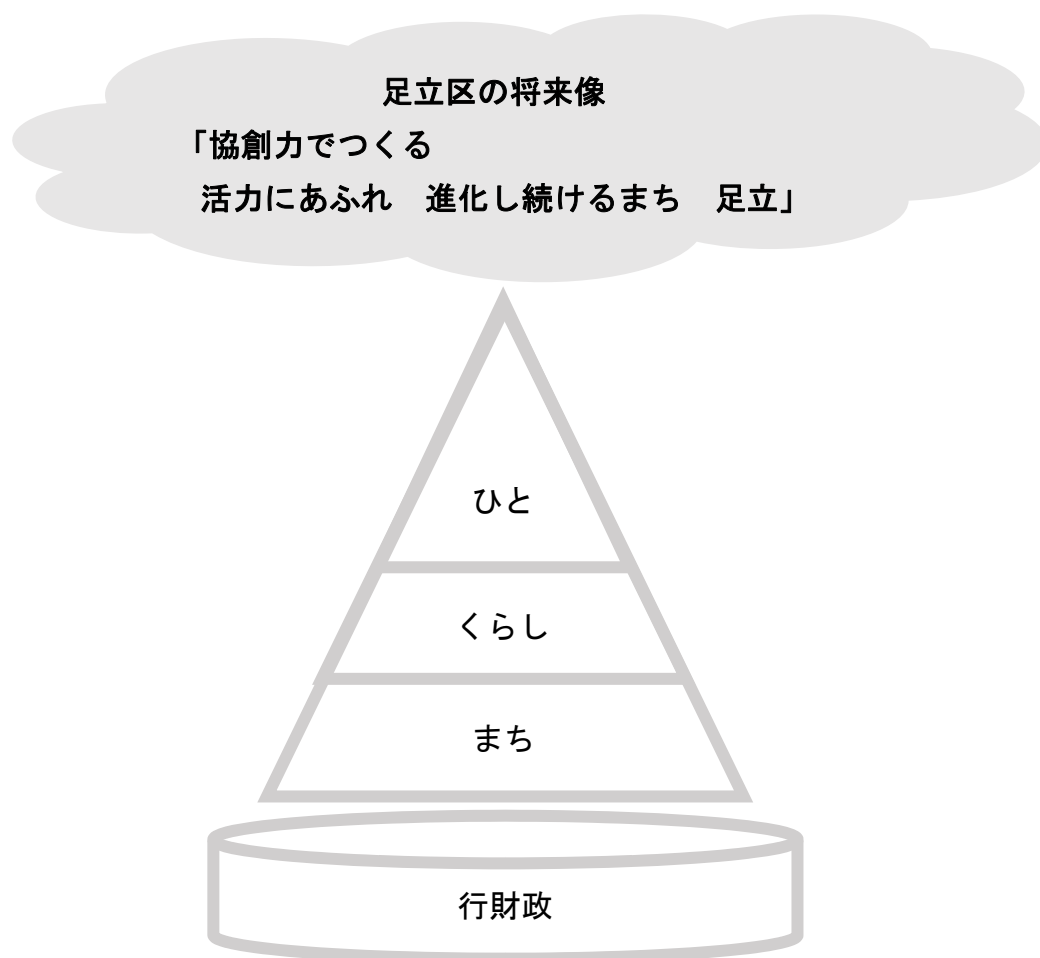 足立区の将来像
「協創力でつくる
活力にあふれ　進化し続けるまち　足立」
ひと
くらし
まち
行財政